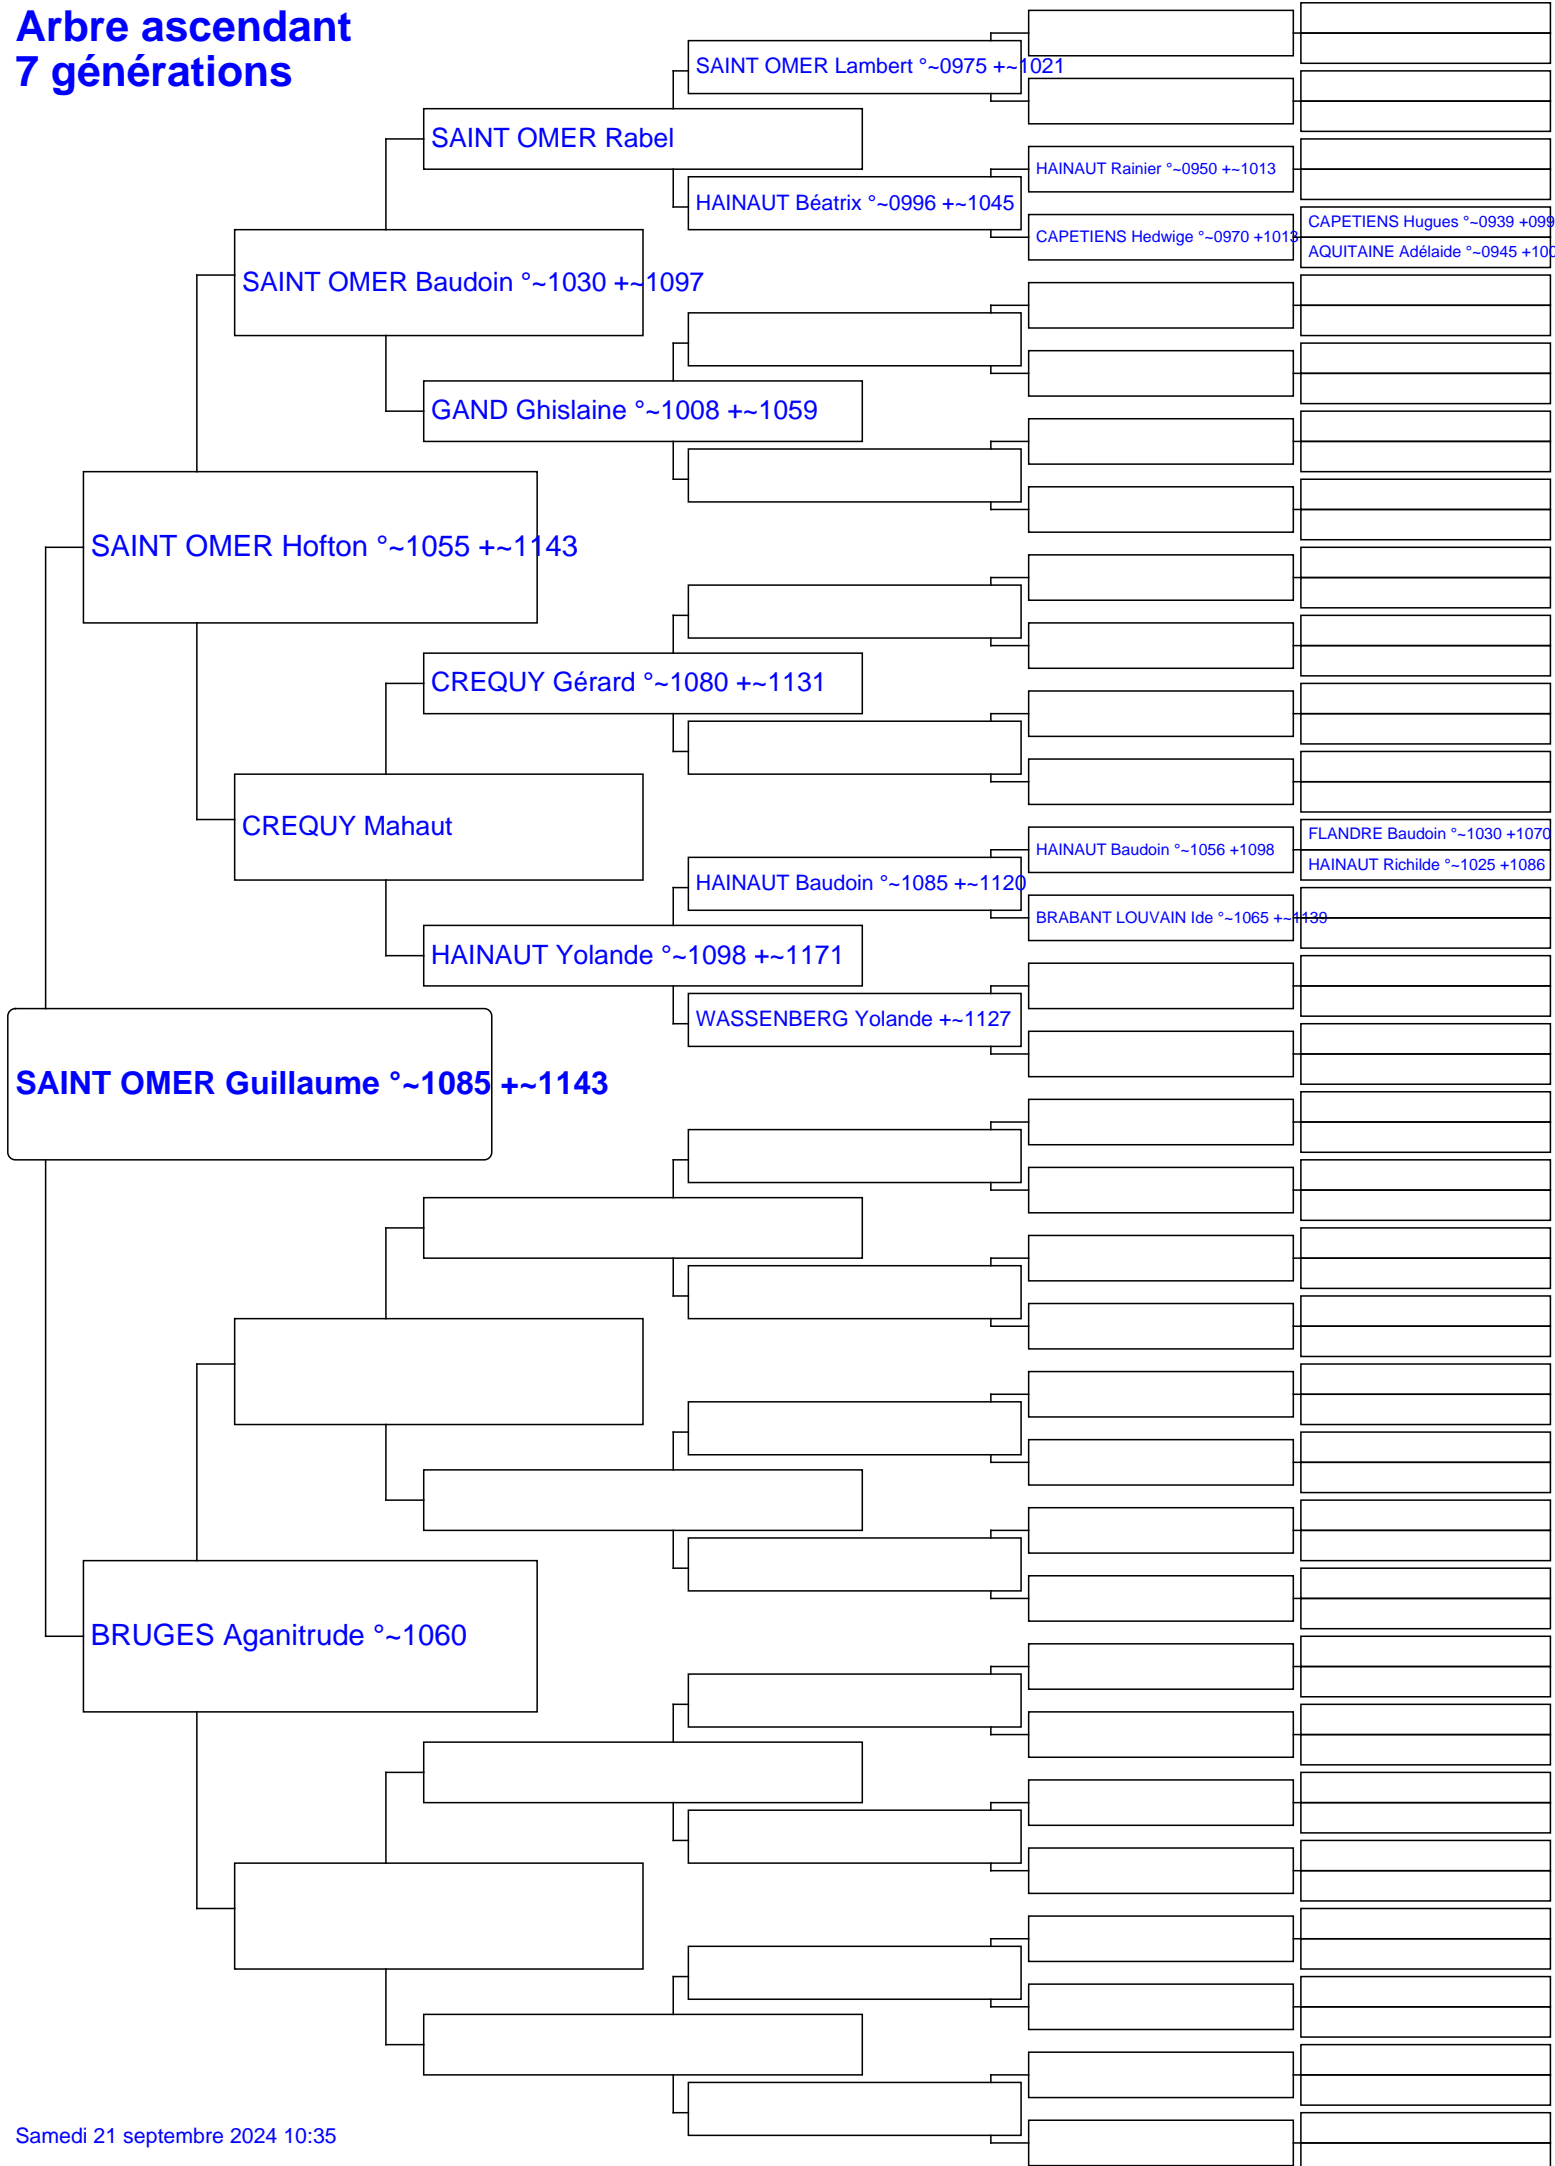 Arbre ascendant
7 générations
SAINT OMER Lambert °~0975 +~1021
SAINT OMER Rabel
HAINAUT Rainier °~0950 +~1013
HAINAUT Béatrix °~0996 +~1045
CAPETIENS Hugues °~0939 +099
CAPETIENS Hedwige °~0970 +1013
AQUITAINE Adélaide °~0945 +100
SAINT OMER Baudoin °~1030 +~1097
GAND Ghislaine °~1008 +~1059
SAINT OMER Hofton °~1055 +~1143
CREQUY Gérard °~1080 +~1131
CREQUY Mahaut
FLANDRE Baudoin °~1030 +1070
HAINAUT Baudoin °~1056 +1098
HAINAUT Richilde °~1025 +1086
HAINAUT Baudoin °~1085 +~1120
BRABANT LOUVAIN Ide °~1065 +~1139
HAINAUT Yolande °~1098 +~1171
WASSENBERG Yolande +~1127
SAINT OMER Guillaume °~1085 +~1143
BRUGES Aganitrude °~1060
Samedi 21 septembre 2024 10:35